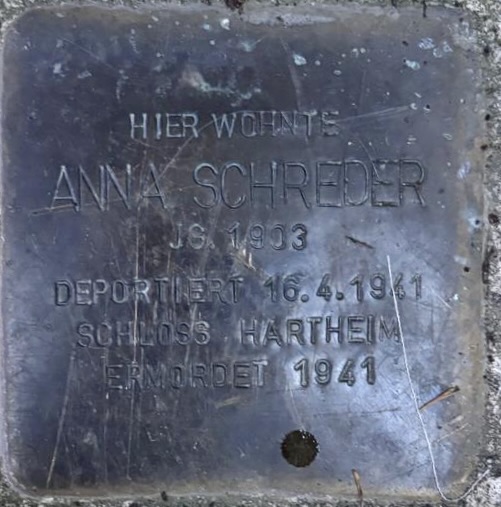 HIER WOHNTE
ANNA SCHREDER
JG. 1903
DEPORTIERT 16.4.1941
SCHLOSS HARTHEIM
ERMORDET 1941